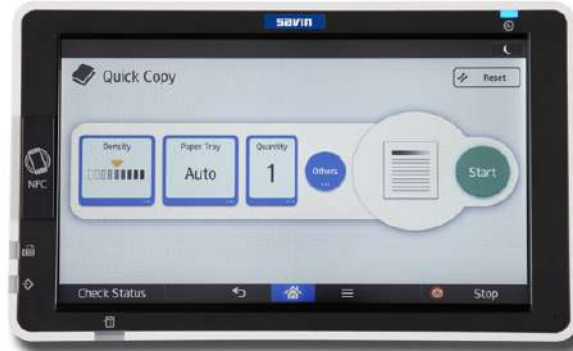 savin
Quick Copy
Reset
Density
Paper Tray
Quantity
Auto
1
Others
Start
NFC
Check Status
Stop